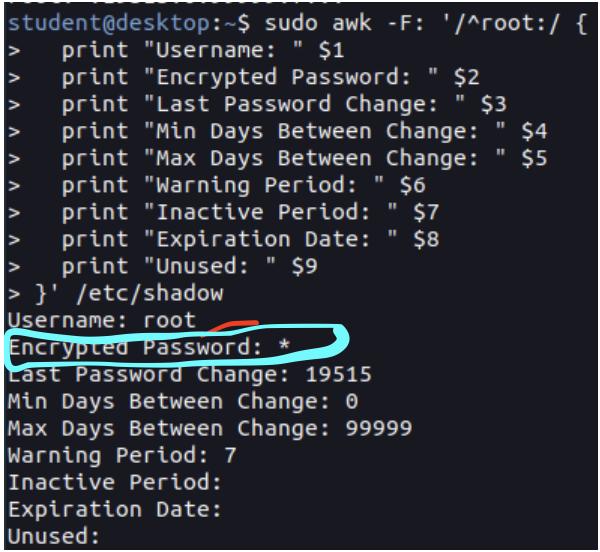 student@desktop:~$ sudo awk -F: '/^root:/ {
>   print "Username: " $1
>   print "Encrypted Password: " $2
>   print "Last Password Change: " $3
>   print "Min Days Between Change: " $4
>   print "Max Days Between Change: " $5
>   print "Warning Period: " $6
>   print "Inactive Period: " $7
>   print "Expiration Date: " $8
>   print "Unused: " $9
> }' /etc/shadow
Username: root
Encrypted Password: *
Last Password Change: 19515
Min Days Between Change: 0
Max Days Between Change: 99999
Warning Period: 7
Inactive Period:
Expiration Date:
Unused: